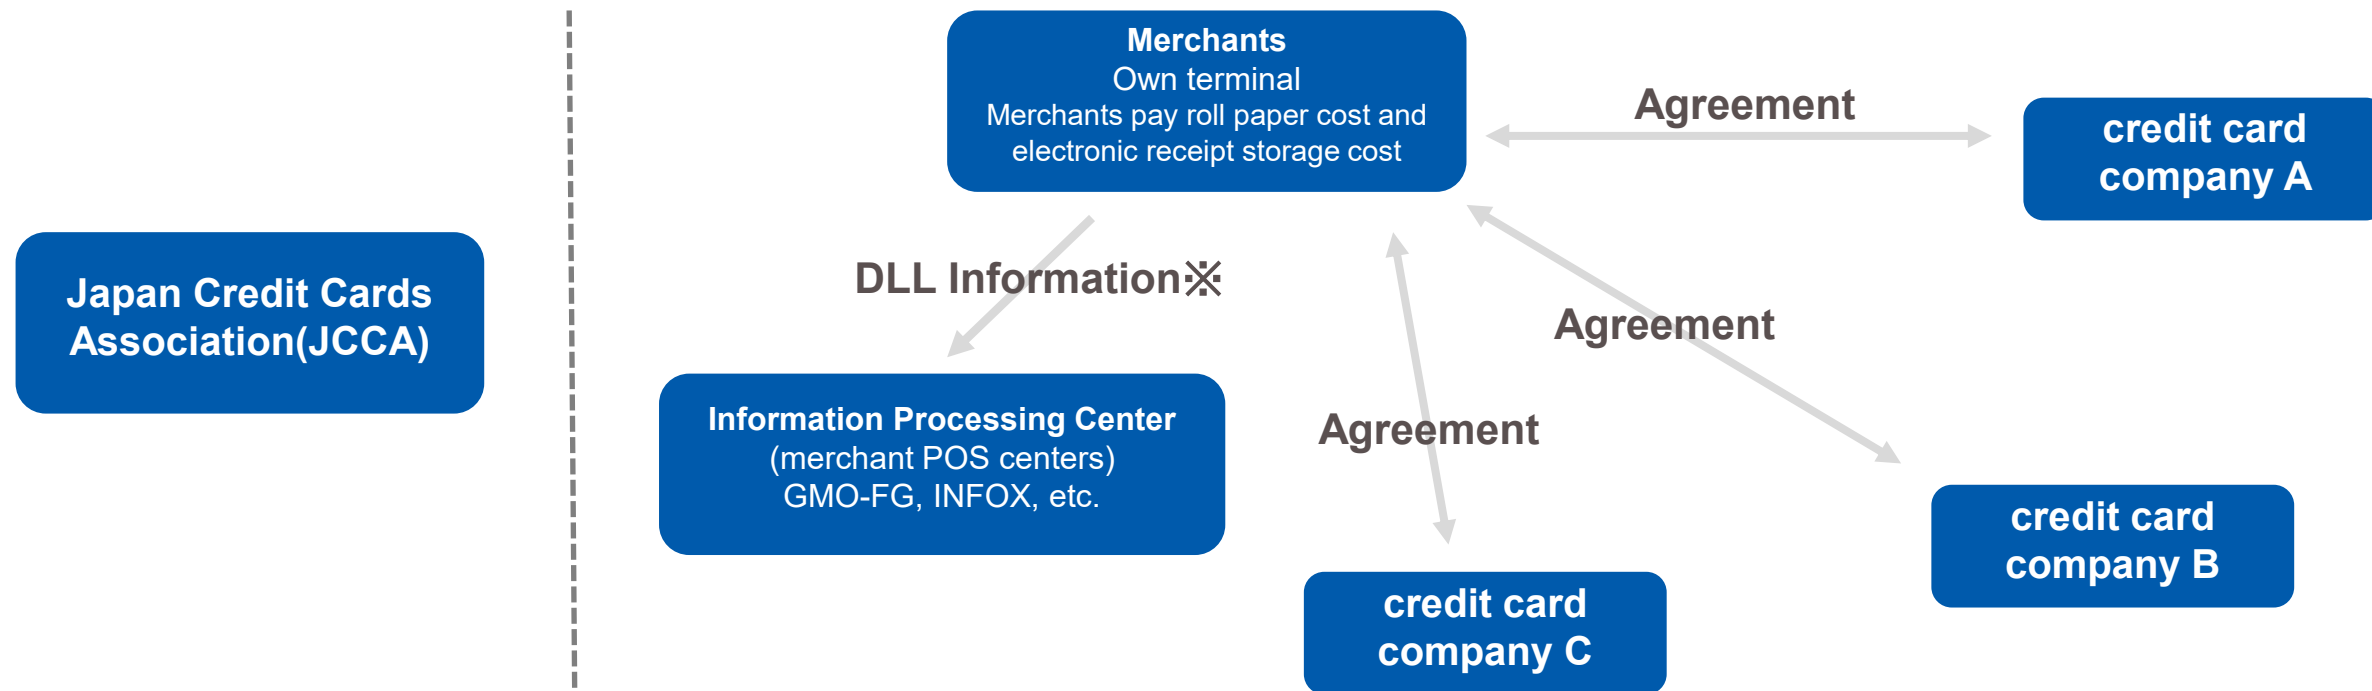 Merchants
Own terminal
Merchants pay roll paper cost and
electronic receipt storage cost
Agreement
credit card
company A
Japan Credit Cards
Association(JCCA)
DLL Information※
Agreement
Information Processing Center
(merchant POS centers)
GMO-FG, INFOX, etc.
Agreement
credit card
company B
credit card
company C